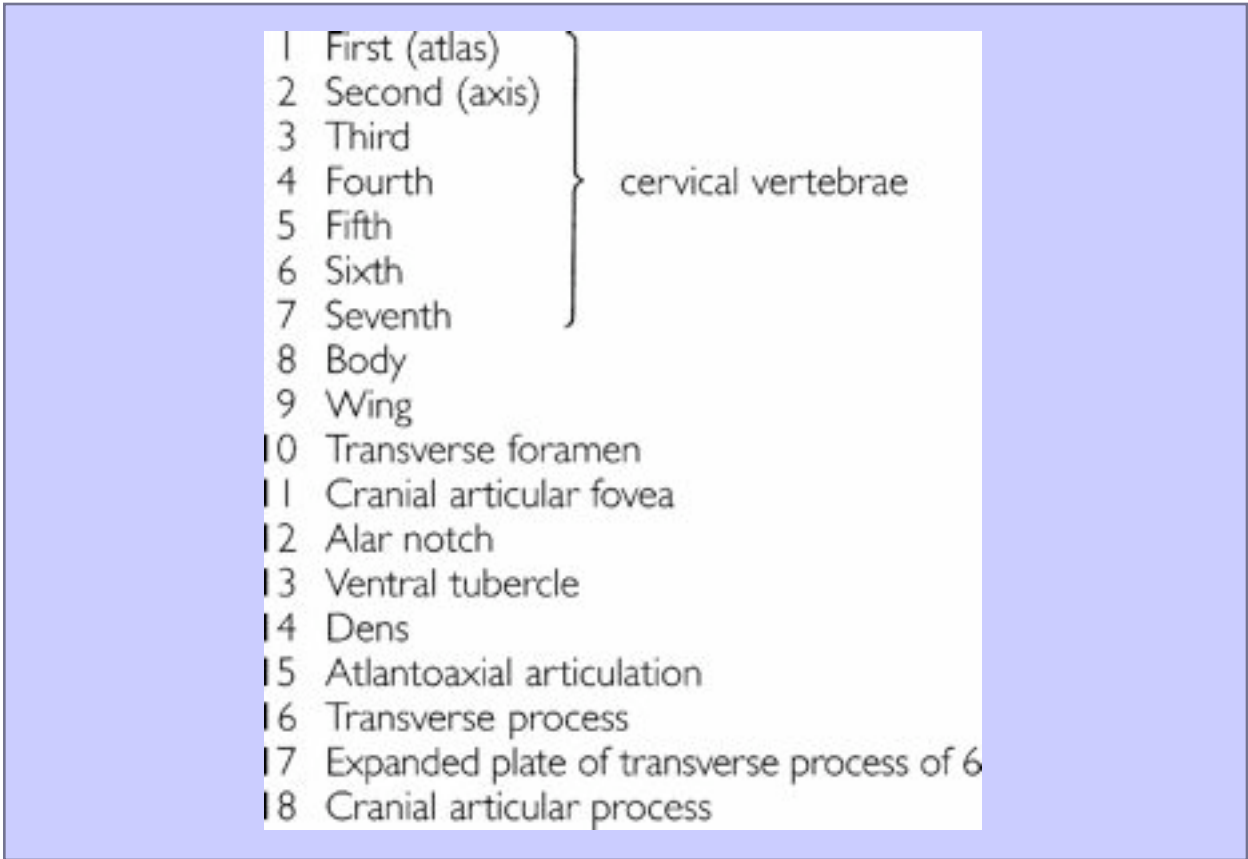 1 First (atlas)
2 Second (axis)
3 Third
4 Fourth cervical vertebrae
5 Fifth
6 Sixth
7 Seventh
8 Body
9 Wing
10 Transverse foramen
11 Cranial articular fovea
12 Alar notch
13 Ventral tubercle
14 Dens
15 Atlantoaxial articulation
16 Transverse process
17 Expanded plate of transverse process of 6
18 Cranial articular process